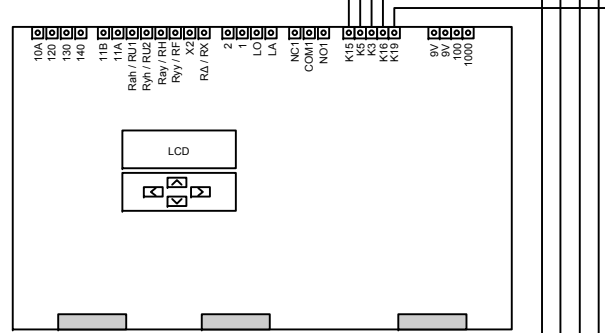 10A
120
130
140
11B
11A
Rah / RU1
Ryh / RU2
Ray / RH
Ryy / RF
X2
RΔ / RX
2
1
LO
LA
NC1
COM1
NO1
K15
K5
K3
K16
K19
9V
9V
100
1000
LCD